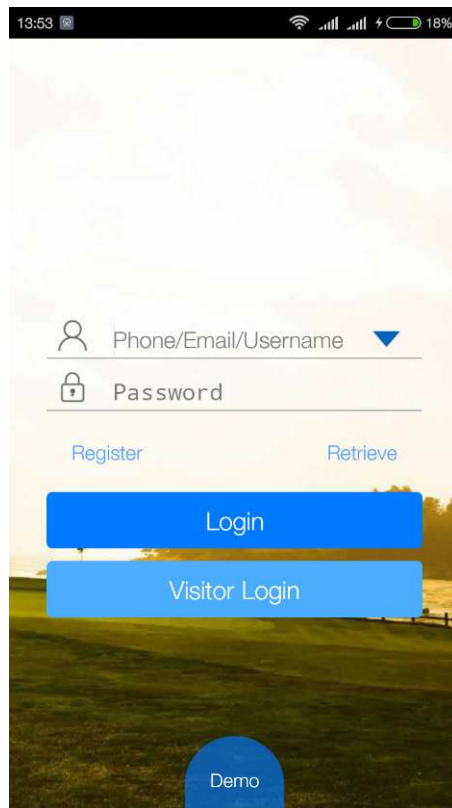 13:53 18%
Phone/Email/Username
Password
Register Retrieve
Login
Visitor Login
Demo